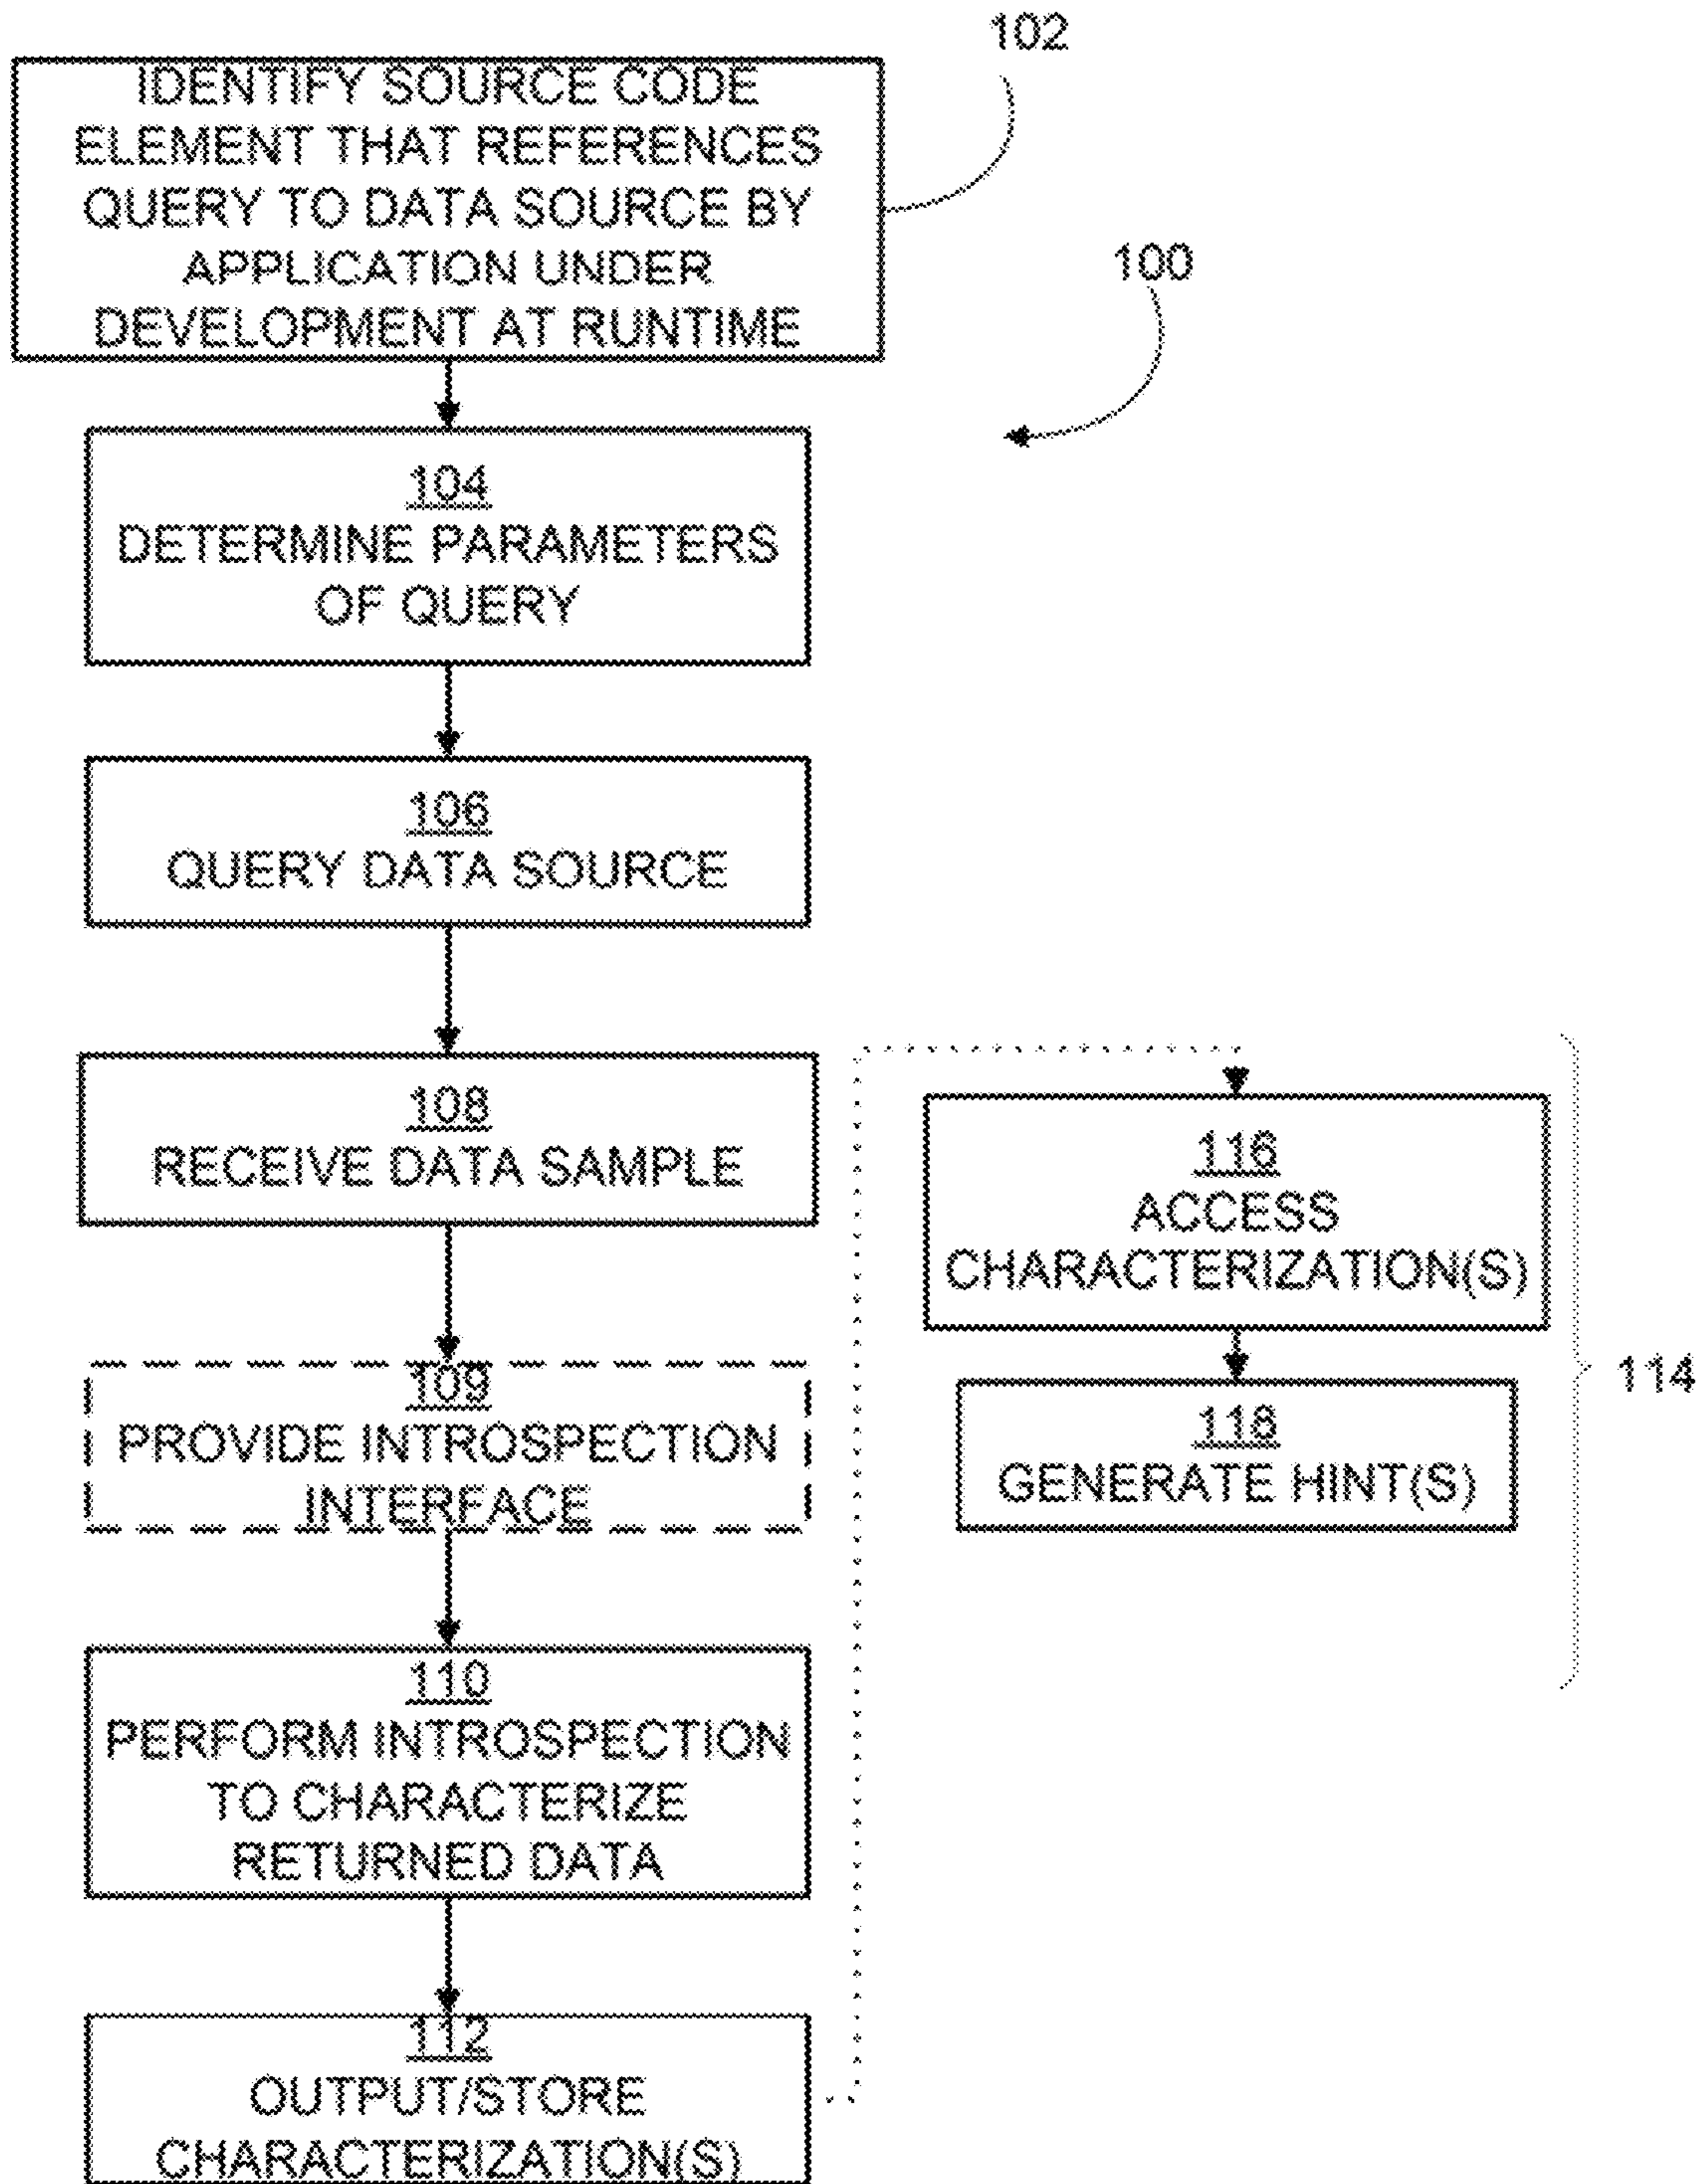 102
IDENTIFY SOURCE CODE
ELEMENT THAT REFERENCES
QUERY TO DATA SOURCE BY
APPLICATION UNDER
DEVELOPMENT AT RUNTIME
100
104
DETERMINE PARAMETERS
OF QUERY
106
QUERY DATA SOURCE
108
RECEIVE DATA SAMPLE
109
PROVIDE INTROSPECTION
INTERFACE
110
PERFORM INTROSPECTION
TO CHARACTERIZE
RETURNED DATA
112
OUTPUT/STORE
CHARACTERIZATION(S)
116
ACCESS
CHARACTERIZATION(S)
118
GENERATE HINT(S)
114